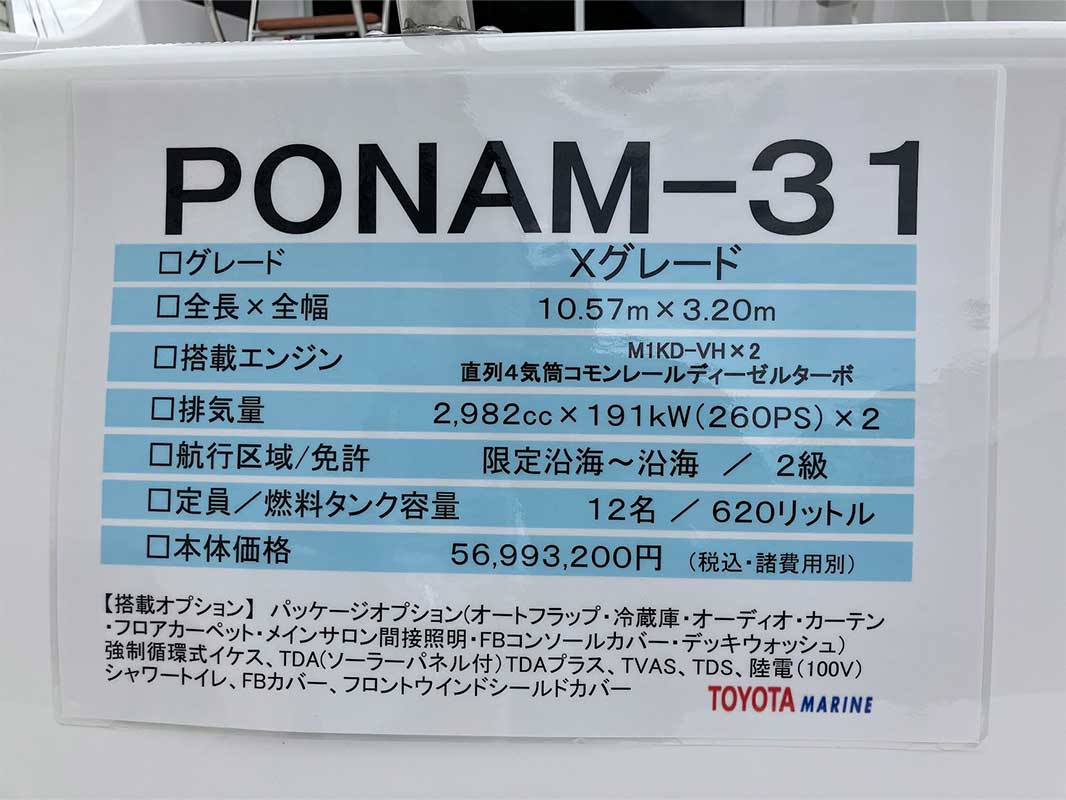 PONAM-31
□グレード Xグレード
□全長×全幅 10.57m×3.20m
□搭載エンジン M1KD-VH×2
直列4気筒コモンレールディーゼルターボ
□排気量 2,982cc×191kW(260PS)×2
□航行区域/免許 限定沿海～沿海 ／ 2級
□定員／燃料タンク容量 12名 ／ 620リットル
□本体価格 56,993,200円 (税込・諸費用別)
【搭載オプション】 パッケージオプション(オートフラップ・冷蔵庫・オーディオ・カーテン
・フロアカーペット・メインサロン間接照明・FBコンソールカバー・デッキウォッシュ)
強制循環式イケス、TDA(ソーラーパネル付)TDAプラス、TVAS、TDS、陸電(100V)
シャワートイレ、FBカバー、フロントウインドシールドカバー
TOYOTA MARINE